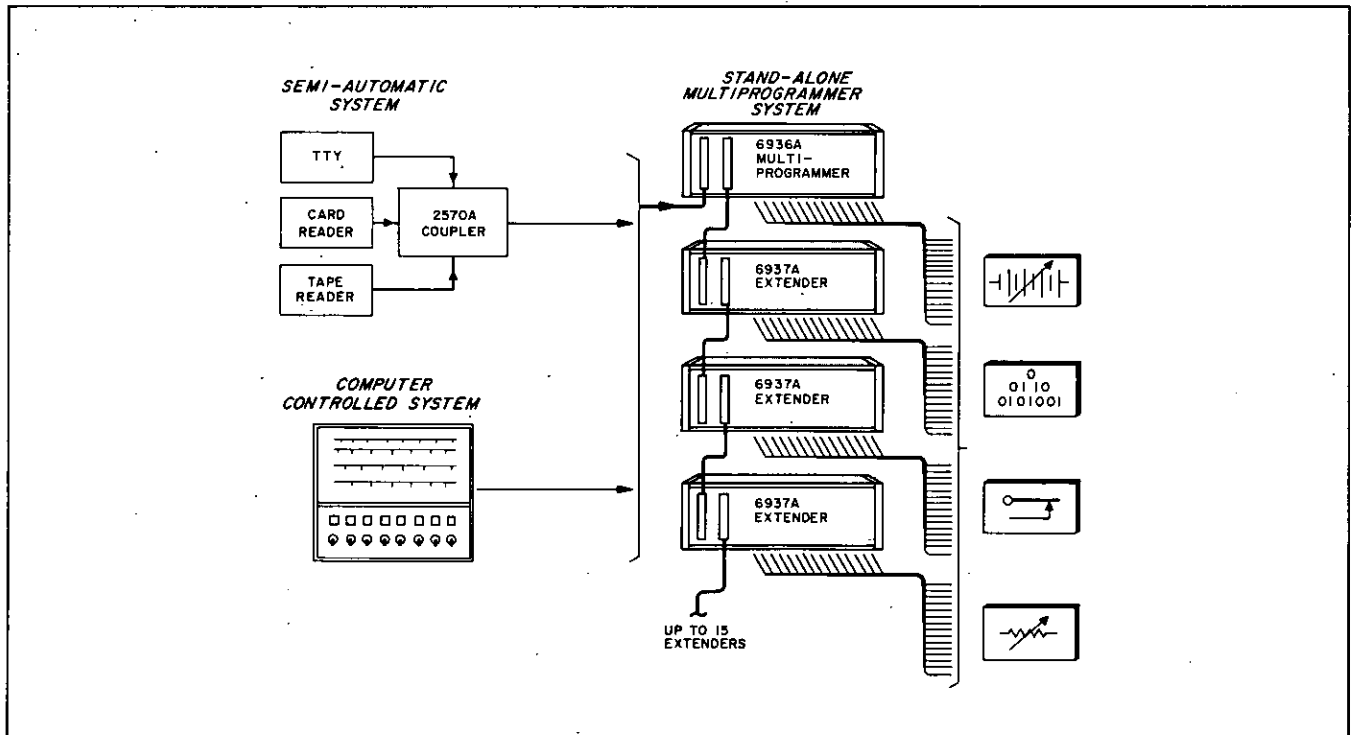 SEMI-AUTOMATIC
SYSTEM
TTY
CARD
READER
TAPE
READER
2570A
COUPLER
COMPUTER
CONTROLLED SYSTEM
STAND-ALONE
MULTIPROGRAMMER
SYSTEM
6936A
MULTI-
PROGRAMMER
6937A
EXTENDER
6937A
EXTENDER
6937A
EXTENDER
UP TO 15
EXTENDERS
0
01 10
0101001